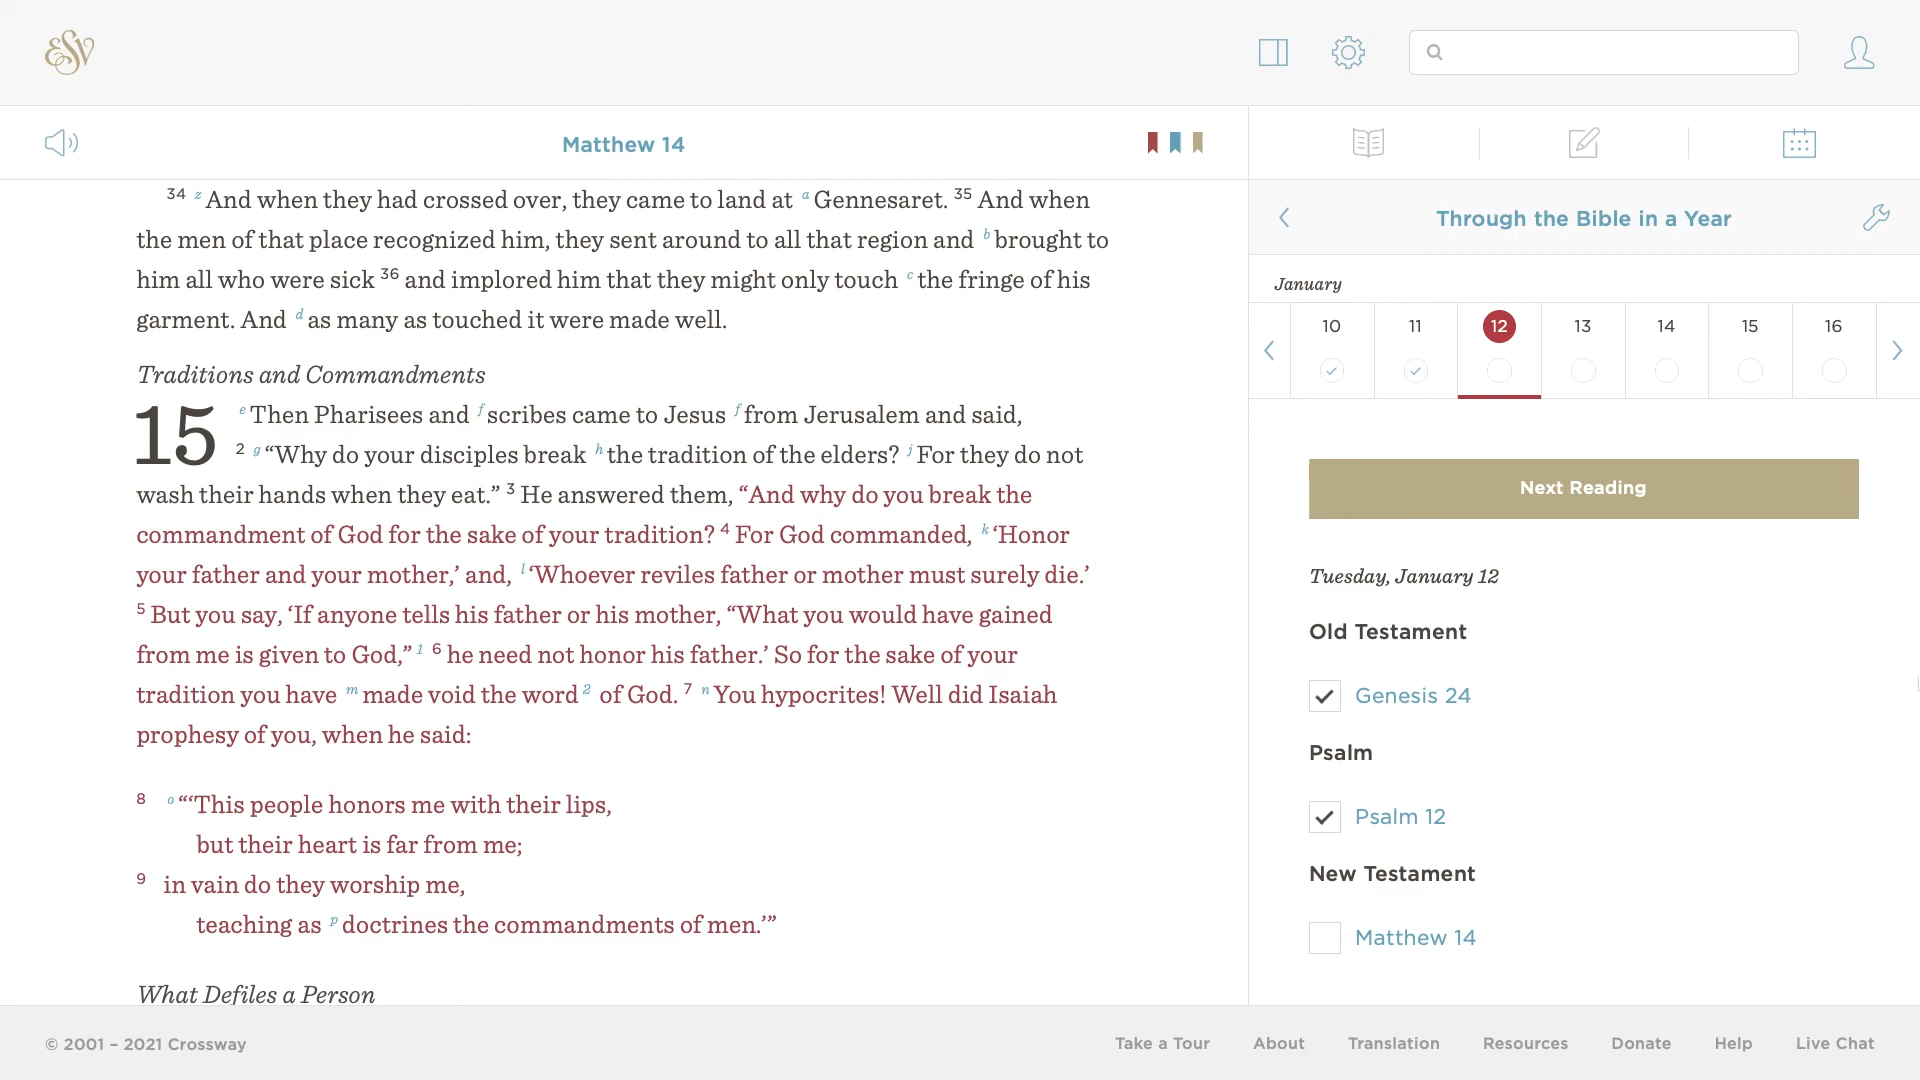 ESV
Matthew 14
34 z And when they had crossed over, they came to land at a Gennesaret. 35 And when
the men of that place recognized him, they sent around to all that region and b brought to
him all who were sick 36 and implored him that they might only touch c the fringe of his
garment. And d as many as touched it were made well.
Traditions and Commandments
15 e Then Pharisees and f scribes came to Jesus f from Jerusalem and said,
2 g “Why do your disciples break h the tradition of the elders? j For they do not
wash their hands when they eat.” 3 He answered them, “And why do you break the
commandment of God for the sake of your tradition? 4 For God commanded, k ‘Honor
your father and your mother,’ and, l ‘Whoever reviles father or mother must surely die.’
5 But you say, ‘If anyone tells his father or his mother, “What you would have gained
from me is given to God,” 1 6 he need not honor his father.’ So for the sake of your
tradition you have m made void the word 2 of God. 7 n You hypocrites! Well did Isaiah
prophesy of you, when he said:
8 o “‘This people honors me with their lips,
but their heart is far from me;
9 in vain do they worship me,
teaching as p doctrines the commandments of men.’”
What Defiles a Person
Through the Bible in a Year
January
10 11 12 13 14 15 16
Next Reading
Tuesday, January 12
Old Testament
Genesis 24
Psalm
Psalm 12
New Testament
Matthew 14
© 2001 – 2021 Crossway
Take a Tour About Translation Resources Donate Help Live Chat